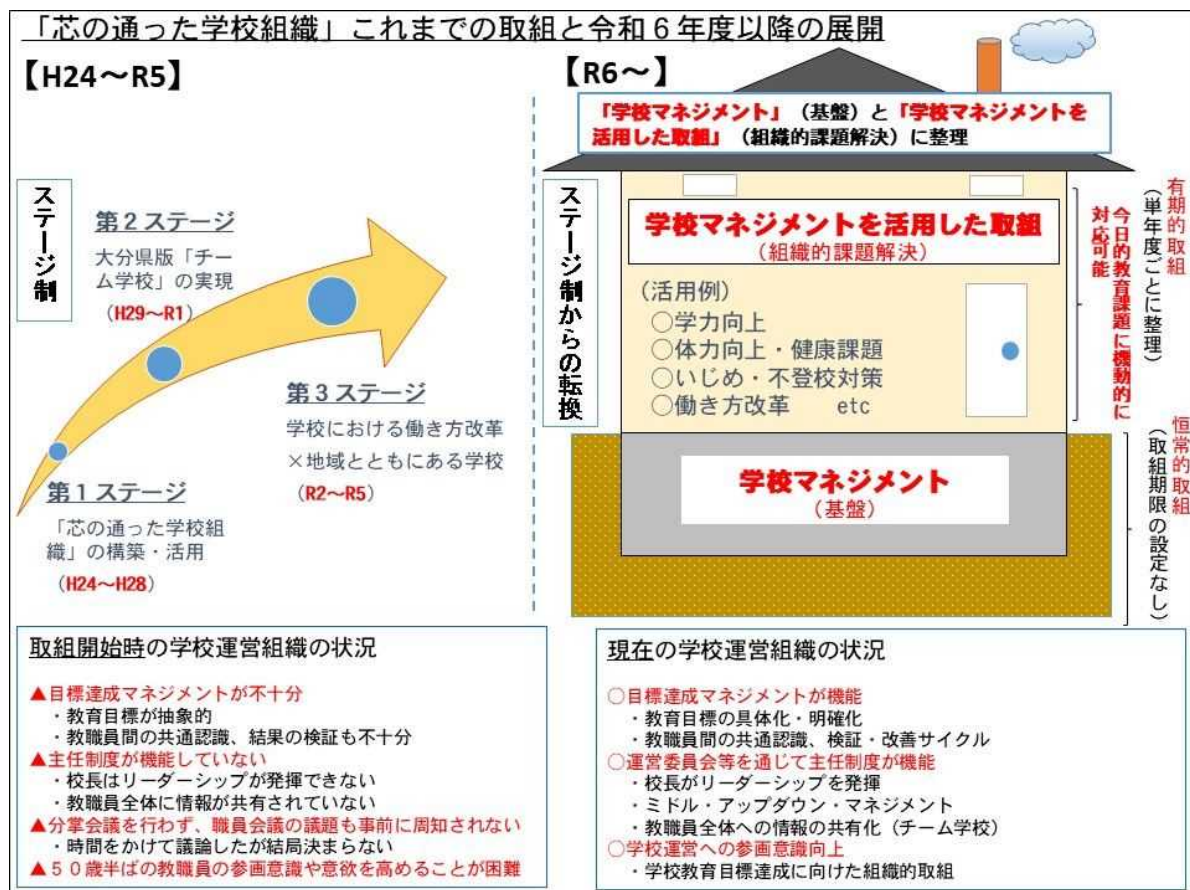 「芯の通った学校組織」これまでの取組と令和６年度以降の展開
【H24～R5】
ステージ制
第２ステージ
大分県版「チー
ム学校」の実現
（H29～R1）
第３ステージ
学校における働き方改革
×地域とともにある学校
（R2～R5）
第１ステージ
「芯の通った学校組
織」の構築・活用
（H24～H28）
【R6～】
「学校マネジメント」（基盤）と「学校マネジメントを
活用した取組」（組織的課題解決）に整理
ステージ制からの転換
学校マネジメントを活用した取組
（組織的課題解決）
（活用例）
○学力向上
○体力向上・健康課題
○いじめ・不登校対策
○働き方改革　　etc
有期的取組
（単年度ごとに整理）
今日的教育課題に機動的に
対応可能
学校マネジメント
（基盤）
恒常的取組
（取組期限の設定なし）
取組開始時の学校運営組織の状況
▲目標達成マネジメントが不十分
・教育目標が抽象的
・教職員間の共通認識、結果の検証も不十分
▲主任制度が機能していない
・校長はリーダーシップが発揮できない
・教職員全体に情報が共有されていない
▲分掌会議を行わず、職員会議の議題も事前に周知されない
・時間をかけて議論したが結局決まらない
▲５０歳半ばの教職員の参画意識や意欲を高めることが困難
現在の学校運営組織の状況
○目標達成マネジメントが機能
・教育目標の具体化・明確化
・教職員間の共通認識、検証・改善サイクル
○運営委員会等を通じて主任制度が機能
・校長がリーダーシップを発揮
・ミドル・アップダウン・マネジメント
・教職員全体への情報の共有化（チーム学校）
○学校運営への参画意識向上
・学校教育目標達成に向けた組織的取組